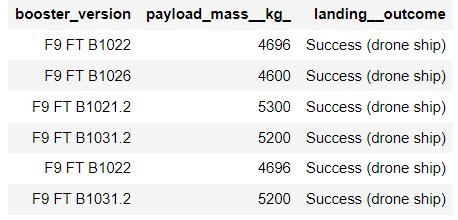 booster_version payload_mass__kg_ landing__outcome
F9 FT B1022 4696 Success (drone ship)
F9 FT B1026 4600 Success (drone ship)
F9 FT B1021.2 5300 Success (drone ship)
F9 FT B1031.2 5200 Success (drone ship)
F9 FT B1022 4696 Success (drone ship)
F9 FT B1031.2 5200 Success (drone ship)